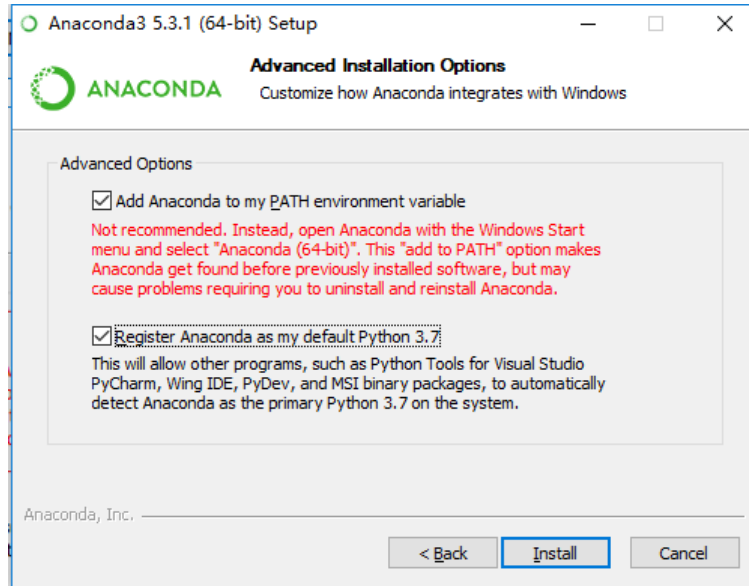 Anaconda3 5.3.1 (64-bit) Setup
ANACONDA
Advanced Installation Options
Customize how Anaconda integrates with Windows
Advanced Options
Add Anaconda to my PATH environment variable
Not recommended. Instead, open Anaconda with the Windows Start
menu and select "Anaconda (64-bit)". This "add to PATH" option makes
Anaconda get found before previously installed software, but may
cause problems requiring you to uninstall and reinstall Anaconda.
Register Anaconda as my default Python 3.7
This will allow other programs, such as Python Tools for Visual Studio
PyCharm, Wing IDE, PyDev, and MSI binary packages, to automatically
detect Anaconda as the primary Python 3.7 on the system.
Anaconda, Inc.
< Back
Install
Cancel